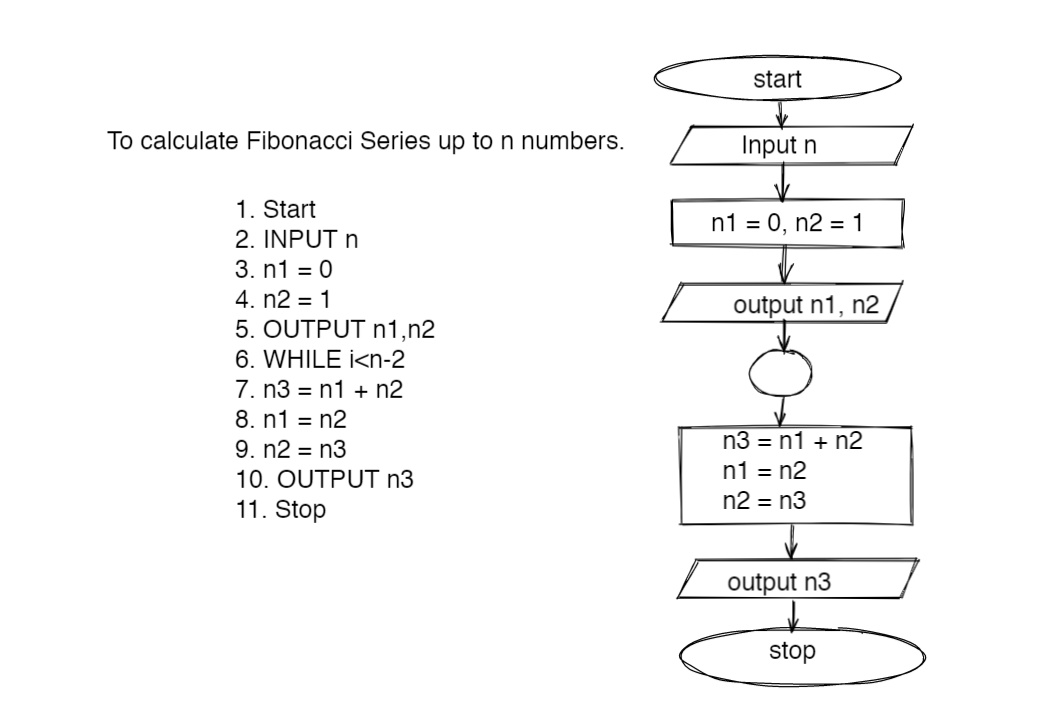 To calculate Fibonacci Series up to n numbers.
1. Start
2. INPUT n
3. n1 = 0
4. n2 = 1
5. OUTPUT n1,n2
6. WHILE i<n-2
7. n3 = n1 + n2
8. n1 = n2
9. n2 = n3
10. OUTPUT n3
11. Stop
start
Input n
n1 = 0, n2 = 1
output n1, n2
n3 = n1 + n2
n1 = n2
n2 = n3
output n3
stop